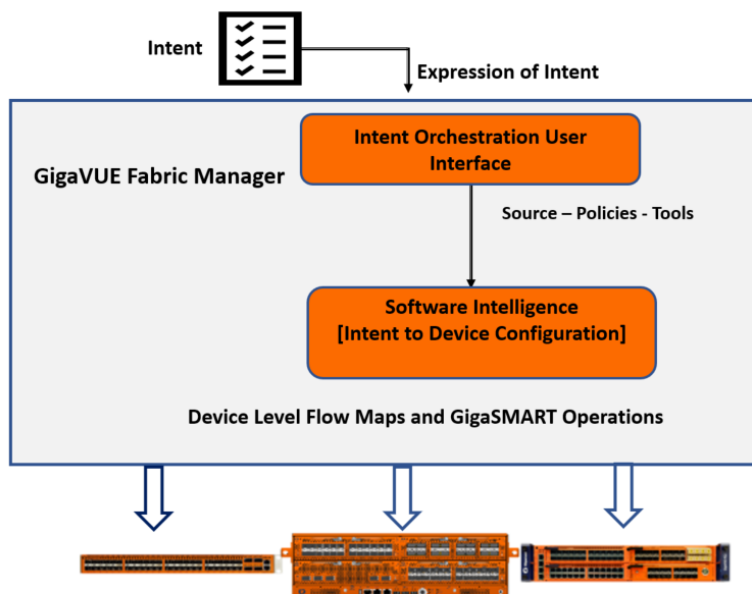 Intent
Expression of Intent
Intent Orchestration User
Interface
GigaVUE Fabric Manager
Source – Policies - Tools
Software Intelligence
[Intent to Device Configuration]
Device Level Flow Maps and GigaSMART Operations